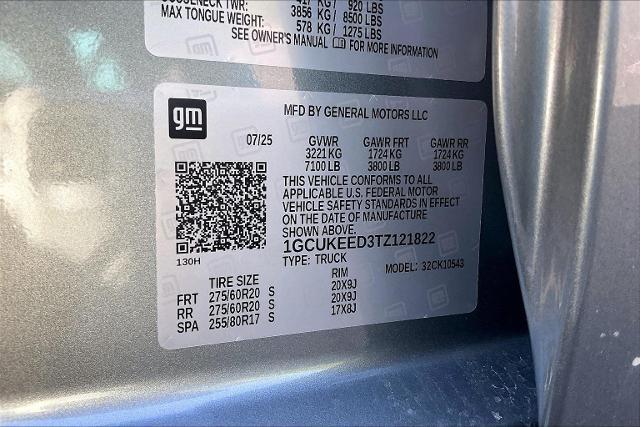 417 KG / 920 LBS
MAX TONGUE WEIGHT: 3856 KG / 8500 LBS
578 KG / 1275 LBS
SEE OWNER'S MANUAL FOR MORE INFORMATION
gm
MFD BY GENERAL MOTORS LLC
07/25 GVWR GAWR FRT GAWR RR
3221 KG 1724 KG 1724 KG
7100 LB 3800 LB 3800 LB
THIS VEHICLE CONFORMS TO ALL
APPLICABLE U.S. FEDERAL MOTOR
VEHICLE SAFETY STANDARDS IN EFFECT
ON THE DATE OF MANUFACTURE
SHOWN ABOVE.
1GCUKEED3TZ121822
130H
TYPE: TRUCK MODEL: 32CK10543
TIRE SIZE RIM
FRT 275/60R20 S 20X9J
RR 275/60R20 S 20X9J
SPA 255/80R17 S 17X8J